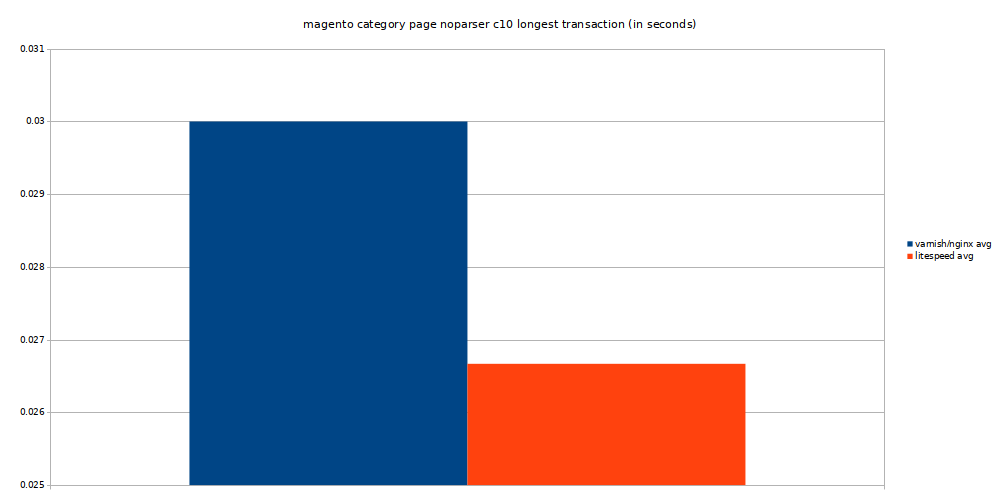 magento category page noparser c10 longest transaction (in seconds)
0.031
0.03
0.029
0.028
0.027
0.026
0.025
varnish/nginx avg
litespeed avg